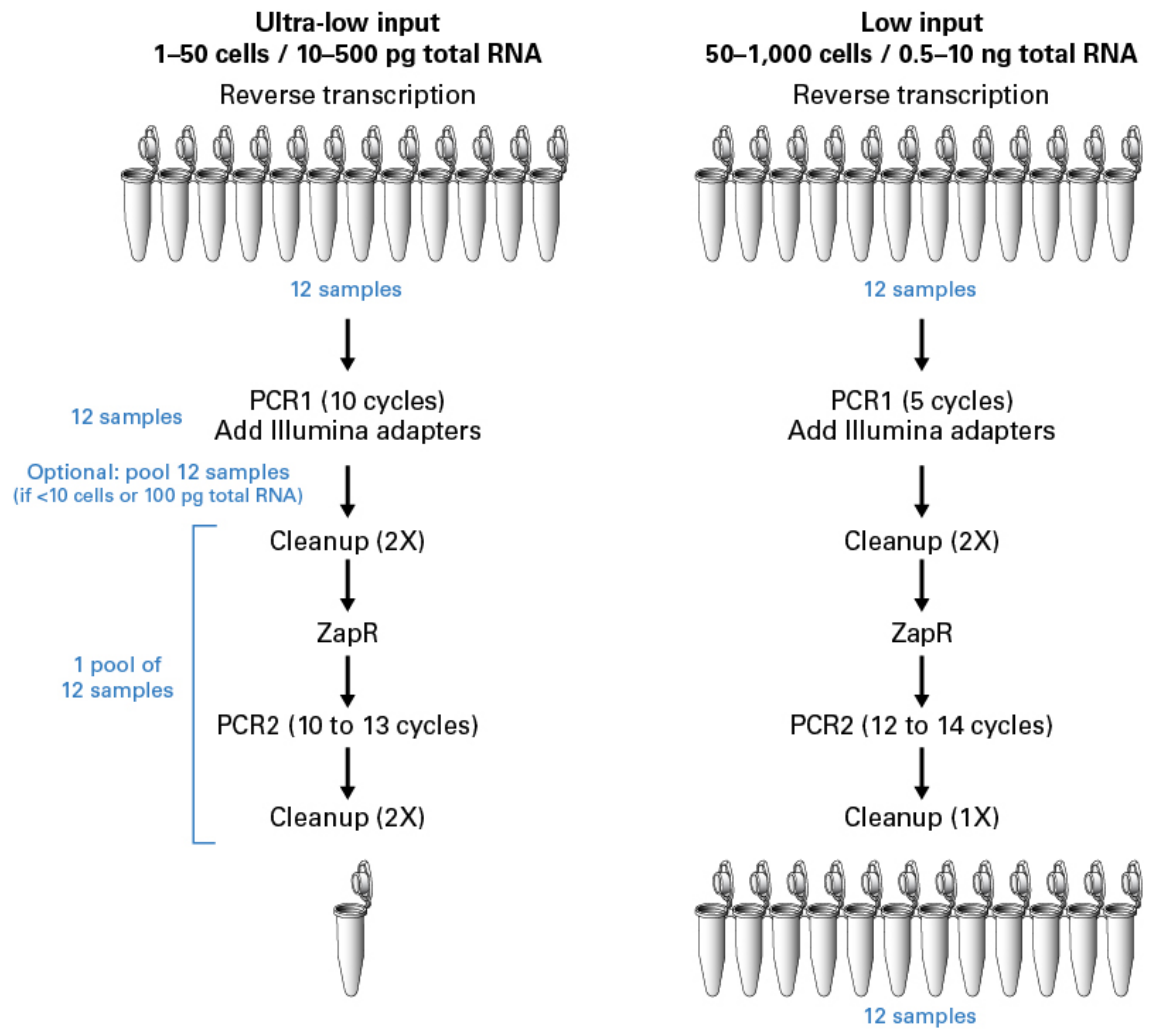 Ultra-low input
1–50 cells / 10–500 pg total RNA
Reverse transcription
12 samples
12 samples
PCR1 (10 cycles)
Add Illumina adapters
Optional: pool 12 samples
(if <10 cells or 100 pg total RNA)
Cleanup (2X)
ZapR
1 pool of
12 samples
PCR2 (10 to 13 cycles)
Cleanup (2X)
Low input
50–1,000 cells / 0.5–10 ng total RNA
Reverse transcription
12 samples
PCR1 (5 cycles)
Add Illumina adapters
Cleanup (2X)
ZapR
PCR2 (12 to 14 cycles)
Cleanup (1X)
12 samples